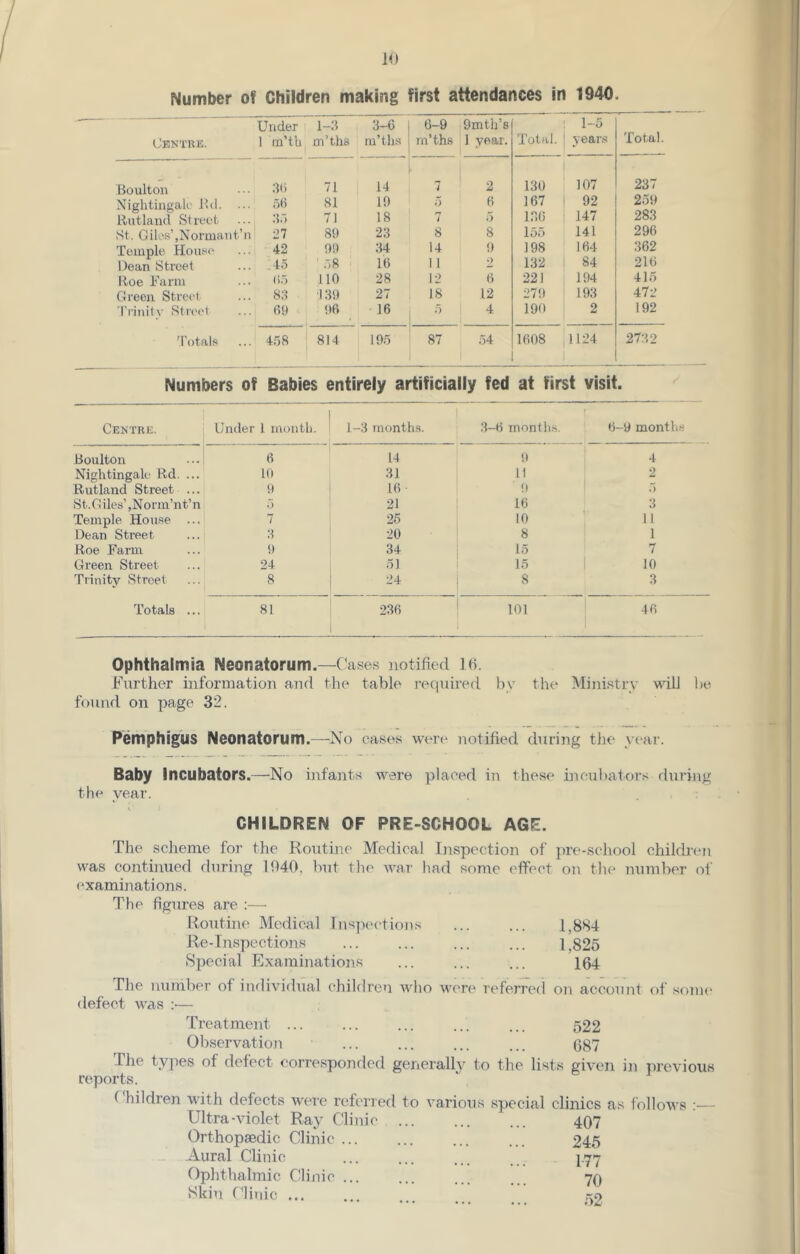 10
Number of Children making first attendances in 1940.
Centre. Under 1 m'th 1-3 m'ths 3-6 m'ths 6-9 m'ths 9mth's 1 year. Total. 1-5 years Total.
Boulton ... 36 71 14 7 2 130 107 237
Nightingale Rd. ... 56 81 19 5 6 167 92 259
Rutland Street ... 35 71 18 7 5 136 147 283
St. Giles',Normant'n 27 89 23 8 8 155 141 296
Temple House ... 42 99 34 14 9 198 164 362
Dean Street ... 45 58 16 11 2 132 84 216
Roe Farm ... 65 110 28 12 6 221 194 415
Green Street ... 83 139 27 18 12 279 193 472
Trinity Street ... 69 96 16 5 4 190 2 192
Totals ... 458 814 195 87 54 1608 1124 2732
Numbers of Babies entirely artificially fed at first visit.
Centre. Under 1 month. 1-3 months. 3-6 months. 6-9 months
Boulton ... 6 14 9 4
Nightingale Rd. ... 10 31 11 2
Rutland Street ... 9 16 9 5
St.Giles',Norm'nt'n 5 21 16 3
Temple House ... 7 25 10 11
Dean Street ... 3 20 8 1
Roe Farm ... 9 34 15 7
Green Street ... 24 51 15 10
Trinity Street ... 8 24 8 3
Totals ... 81 236 101 46
Ophthalmia Neonatorum.—Cases notified 16.
Further information and the table required by the Ministry will be
found on page 32.
Pemphigus Neonatorum.—No cases were notified during the year.
Baby Incubators.—No infants were placed in these incubators during
the year.
CHILDREN OF PRE-SCHOOL AGE.
The scheme for the Routine Medical Inspection of pre-school children
was continued during 1940, but the war had some effect on the number of
examinations.
The figures are :—
Routine Medical Inspections ... ... 1,884
Re-Inspections ... ... ... ... 1,825
Special Examinations ... ... ... 164
The number of individual children who were referred on account of some
defect was :—
Treatment ... ... ... ... ... 522
Observation ... ... ... ... 687
The types of defect corresponded generally to the lists given in previous
reports.
Children with defects were referred to various special clinics as follows :—
Ultra-violet Ray Clinic ... ... ... 407
Orthopædic Clinic ... ... ... ... 245
Aural Clinic ... ... ... ... 177
Ophthalmic Clinic ... ... ... ... 70
Skin Clinic ... ... ... ... ... 52